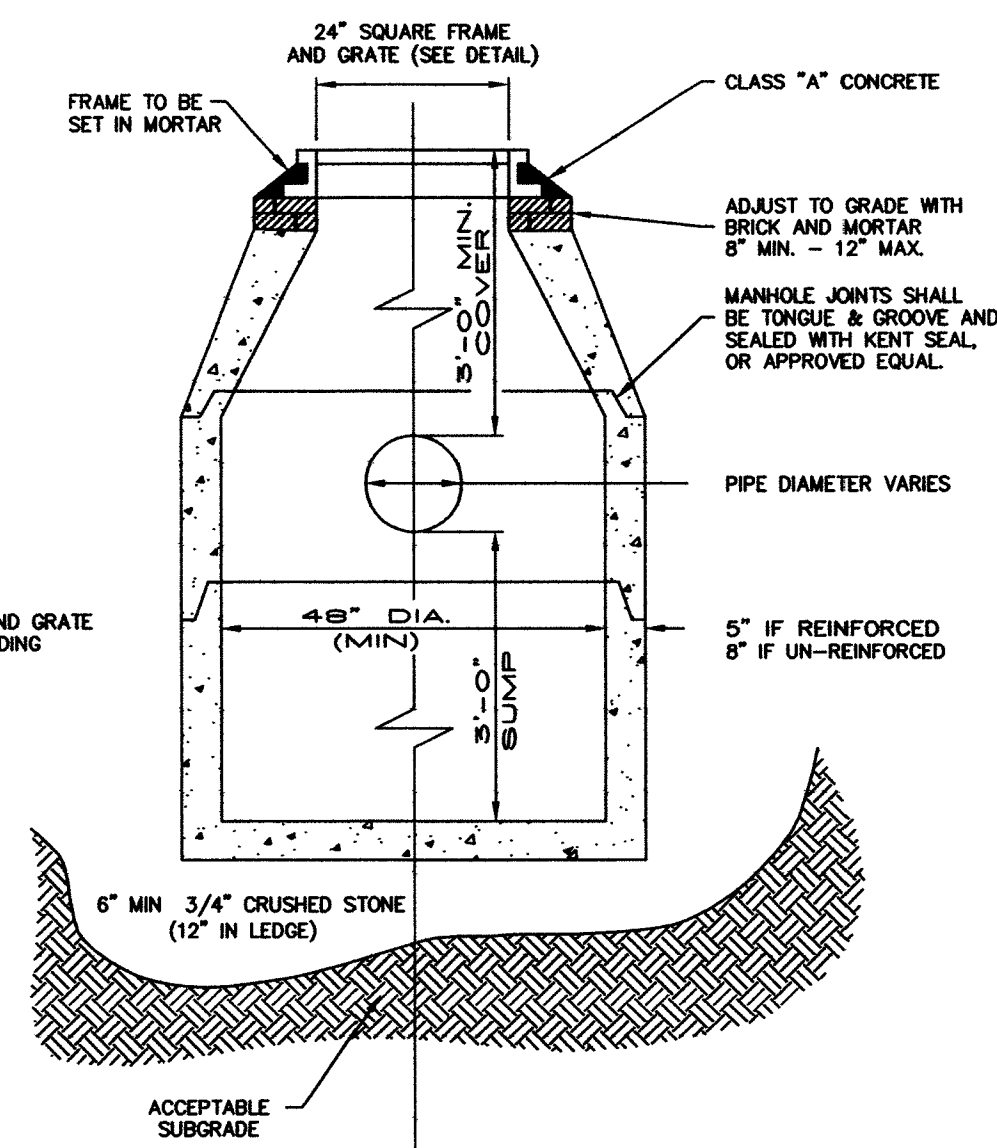 24" SQUARE FRAME
AND GRATE (SEE DETAIL)
FRAME TO BE
SET IN MORTAR
CLASS "A" CONCRETE
ADJUST TO GRADE WITH
BRICK AND MORTAR
8" MIN. - 12" MAX.
3'-0" MIN.
COVER
MANHOLE JOINTS SHALL
BE TONGUE & GROOVE AND
SEALED WITH KENT SEAL,
OR APPROVED EQUAL.
PIPE DIAMETER VARIES
ND GRATE
DING
48" DIA.
(MIN)
5" IF REINFORCED
8" IF UN-REINFORCED
3'-0"
SUMP
6" MIN 3/4" CRUSHED STONE
(12" IN LEDGE)
ACCEPTABLE
SUBGRADE